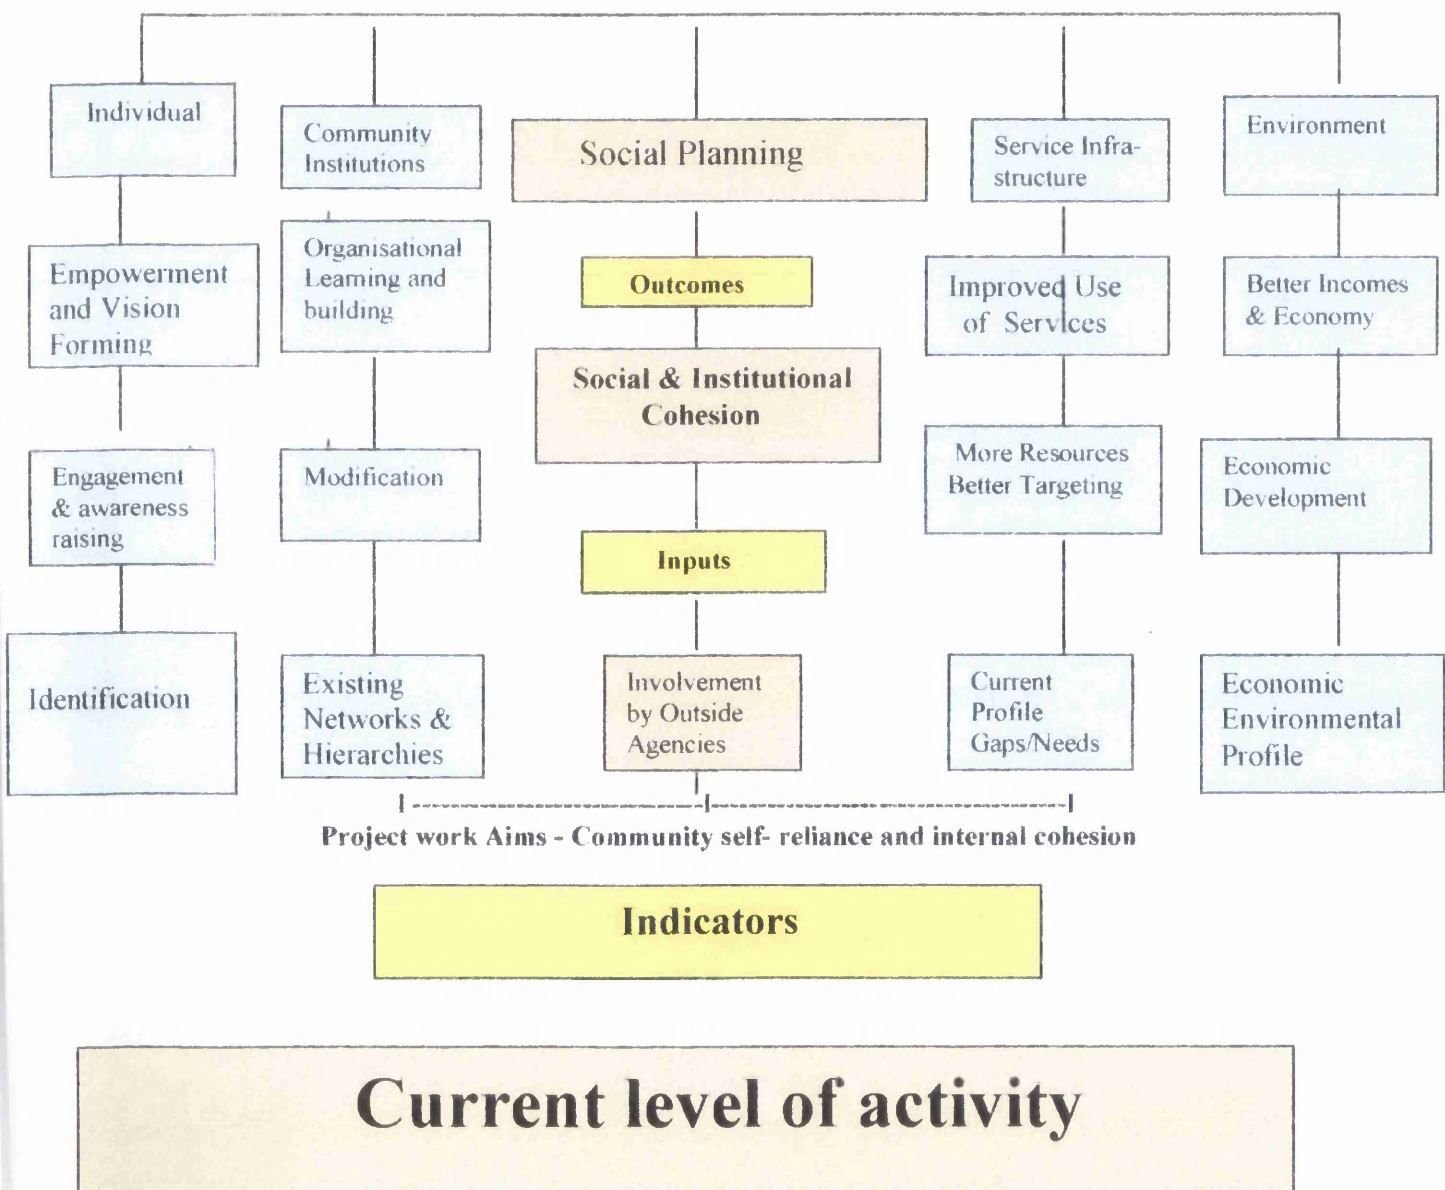 Individual
Community
Institutions
Social Planning
Service Infra-
structure
Environment
Empowerment
and Vision
Forming
Organisational
Learning and
building
Outcomes
Improved Use
of Services
Better Incomes
& Economy
Social & Institutional
Cohesion
Engagement
& awareness
raising
Modification
Inputs
More Resources
Better Targeting
Economic
Development
Identification
Existing
Networks &
Hierarchies
Involvement
by Outside
Agencies
Current
Profile
Gaps/Needs
Economic
Environmental
Profile
Project work Aims - Community self- reliance and internal cohesion
Indicators
Current level of activity